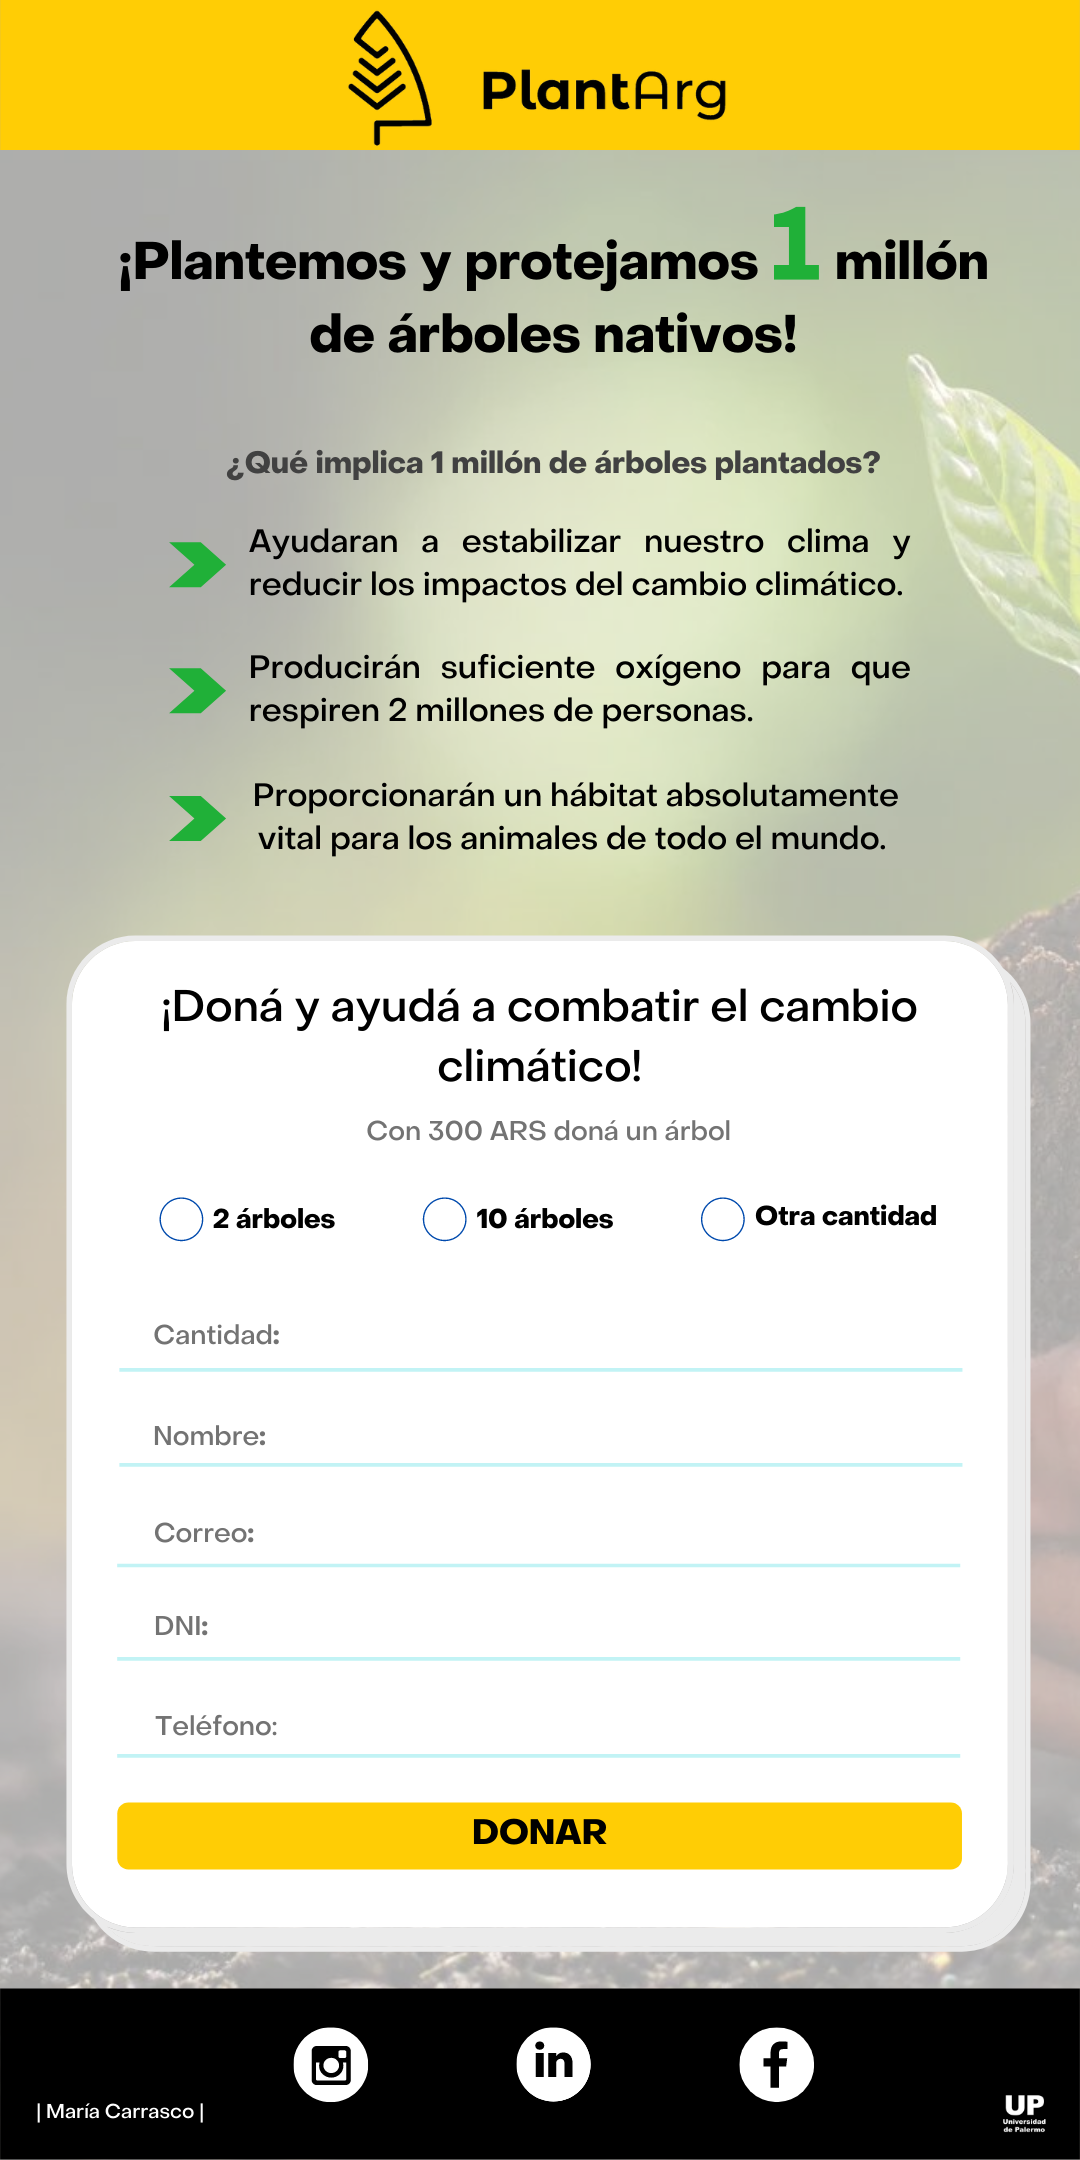 PlantArg
¡Plantemos y protejamos 1 millón
de árboles nativos!
¿Qué implica 1 millón de árboles plantados?
Ayudaran a estabilizar nuestro clima y
reducir los impactos del cambio climático.
Producirán suficiente oxígeno para que
respiren 2 millones de personas.
Proporcionarán un hábitat absolutamente
vital para los animales de todo el mundo.
¡Doná y ayudá a combatir el cambio
climático!
Con 300 ARS doná un árbol
2 árboles
10 árboles
Otra cantidad
Cantidad:
Nombre:
Correo:
DNI:
Teléfono:
DONAR
in
f
| María Carrasco |
UP
Universidad
de Palermo